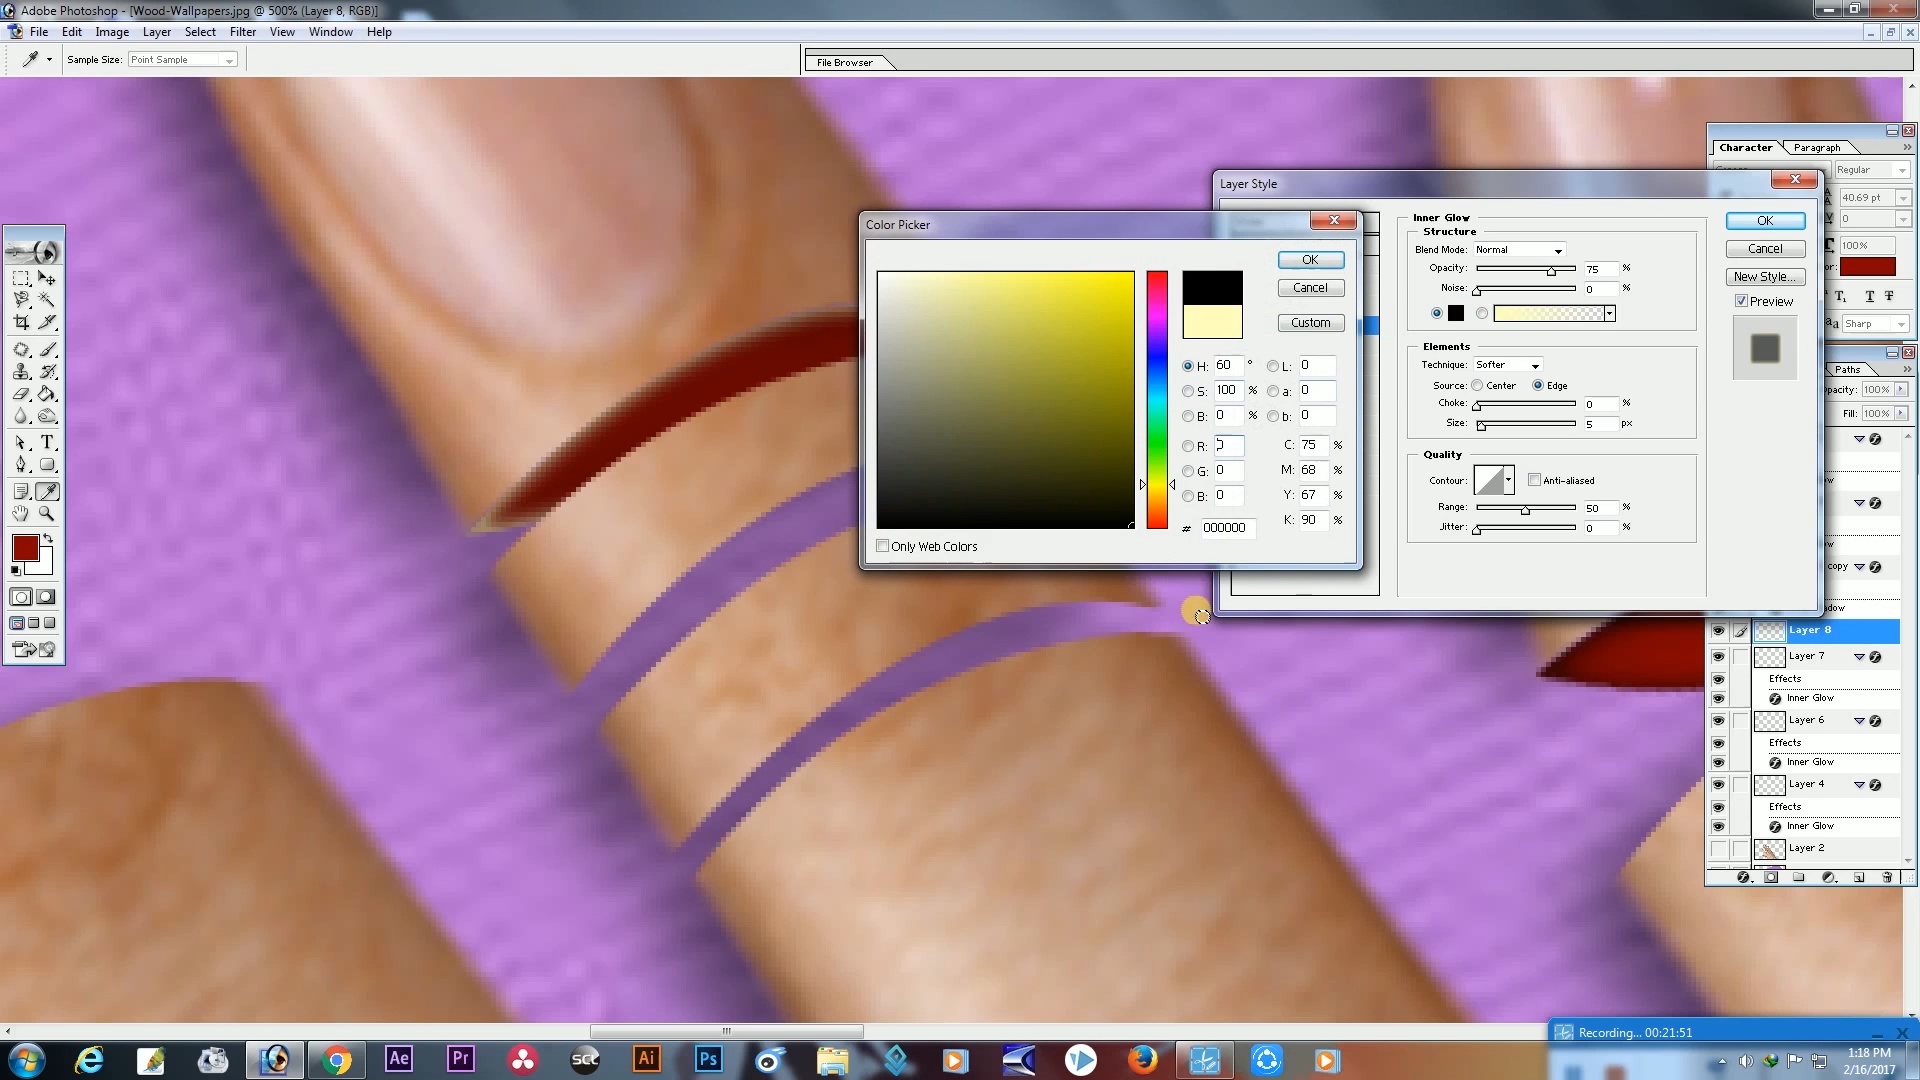 Adobe Photoshop - [Wood-Wallpapers.jpg @ 500% (Layer 8, RGB)]
File Edit Image Layer Select Filter View Window Help
Sample Size: Point Sample
File Browser
Character Paragraph
Regular
40.69 pt
0
100%
T T
Sharp
Layer Style
Inner Glow
Structure
Blend Mode: Normal
Opacity: 75 %
Noise: 0 %
Elements
Technique: Softer
Source: Center Edge
Choke: 0 %
Size: 5 px
Quality
Contour: Anti-aliased
Range: 50 %
Jitter: 0 %
OK
Cancel
New Style...
Preview
Color Picker
OK
Cancel
Custom
H: 60 ° L: 0
S: 100 % a: 0
B: 0 % b: 0
R: C: 75 %
G: 0 M: 68 %
B: 0 Y: 67 %
# 000000 K: 90 %
Only Web Colors
Paths
Opacity: 100%
Fill: 100%
copy
Layer 8
Layer 7
Effects
Inner Glow
Layer 6
Effects
Inner Glow
Layer 4
Effects
Inner Glow
Layer 2
Recording... 00:21:51
Ae Pr SCC Ai Ps
1:18 PM
2/16/2017